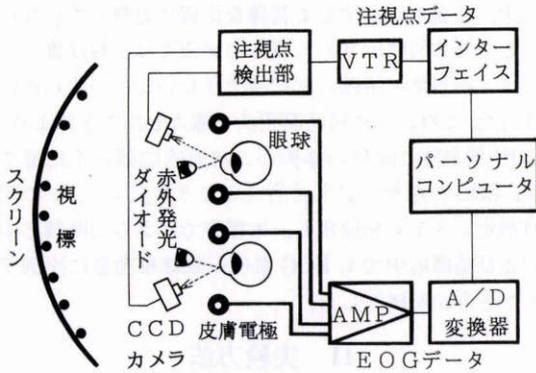 注視点データ
注視点
検出部
VTR
インター
フェイス
眼球
パーソナル
コンピュータ
スクリーン
視標
赤外発光
ダイオード
AMP
A/D
変換器
CCD
カメラ
皮膚電極
EOGデータ